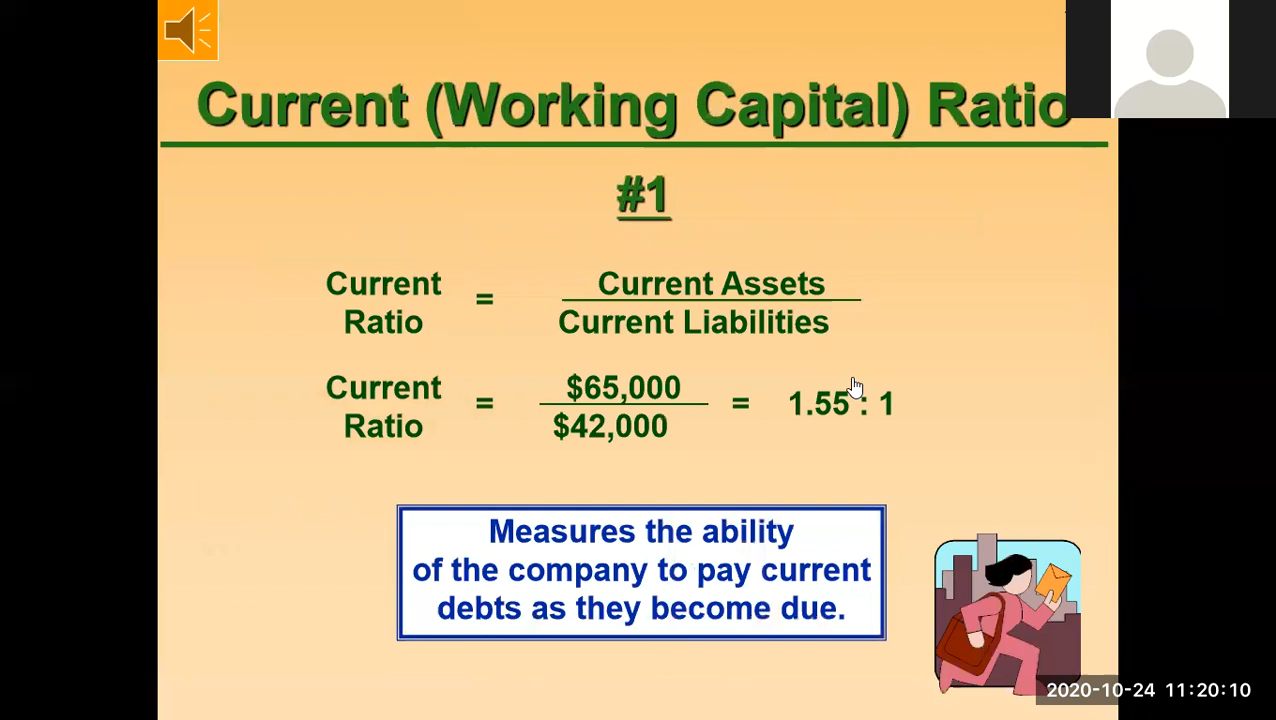 Current (Working Capital) Ratio
#1
Current Ratio = Current Assets
Current Liabilities
Current Ratio = $65,000
$42,000 = 1.55 : 1
Measures the ability
of the company to pay current
debts as they become due.
2020-10-24 11:20:10